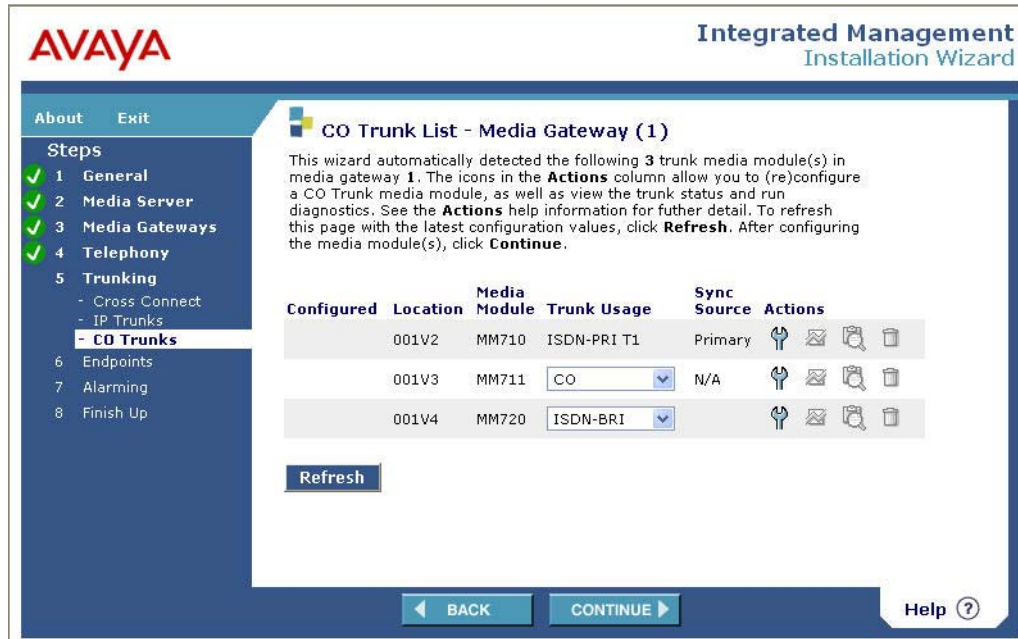 AVAYA
Integrated Management
Installation Wizard
About Exit
Steps
1 General
2 Media Server
3 Media Gateways
4 Telephony
5 Trunking
- Cross Connect
- IP Trunks
- CO Trunks
6 Endpoints
7 Alarming
8 Finish Up
CO Trunk List - Media Gateway (1)
This wizard automatically detected the following 3 trunk media module(s) in
media gateway 1. The icons in the Actions column allow you to (re)configure
a CO Trunk media module, as well as view the trunk status and run
diagnostics. See the Actions help information for futher detail. To refresh
this page with the latest configuration values, click Refresh. After configuring
the media module(s), click Continue.
Configured Location Media Module Trunk Usage Sync Source Actions
001V2 MM710 ISDN-PRI T1 Primary
001V3 MM711 CO N/A
001V4 MM720 ISDN-BRI
Refresh
BACK CONTINUE
Help ?